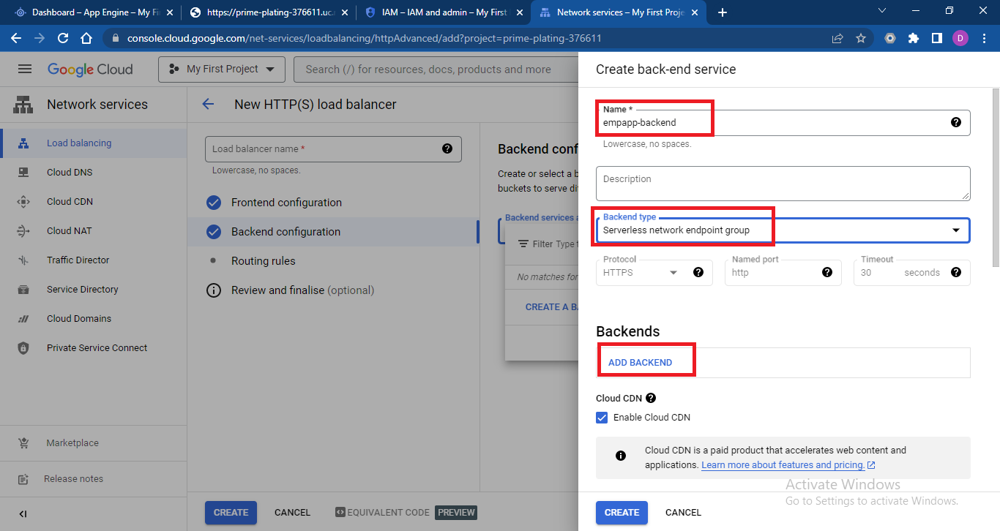 Dashboard – App Engine – My Fi
https://prime-plating-376611.uc.
IAM – IAM and admin – My First
Network services – My First Proje
console.cloud.google.com/net-services/loadbalancing/httpAdvanced/add?project=prime-plating-376611
D
Google Cloud
My First Project
Search (/) for resources, docs, products and more
Network services
Load balancing
Cloud DNS
Cloud CDN
Cloud NAT
Traffic Director
Service Directory
Cloud Domains
Private Service Connect
Marketplace
Release notes
New HTTP(S) load balancer
Load balancer name *
Lowercase, no spaces.
Frontend configuration
Backend configuration
Routing rules
Review and finalise (optional)
CREATE
CANCEL
EQUIVALENT CODE
PREVIEW
Backend conf
Create or select a b
buckets to serve di
Backend services a
Filter Type t
No matches for
CREATE A BA
Create back-end service
Name *
empapp-backend
Lowercase, no spaces.
Description
Backend type
Serverless network endpoint group
Protocol
HTTPS
Named port
http
Timeout
30 seconds
Backends
ADD BACKEND
Cloud CDN
Enable Cloud CDN
Cloud CDN is a paid product that accelerates web content and
applications. Learn more about features and pricing.
Activate Windows
Go to Settings to activate Windows.
CREATE
CANCEL